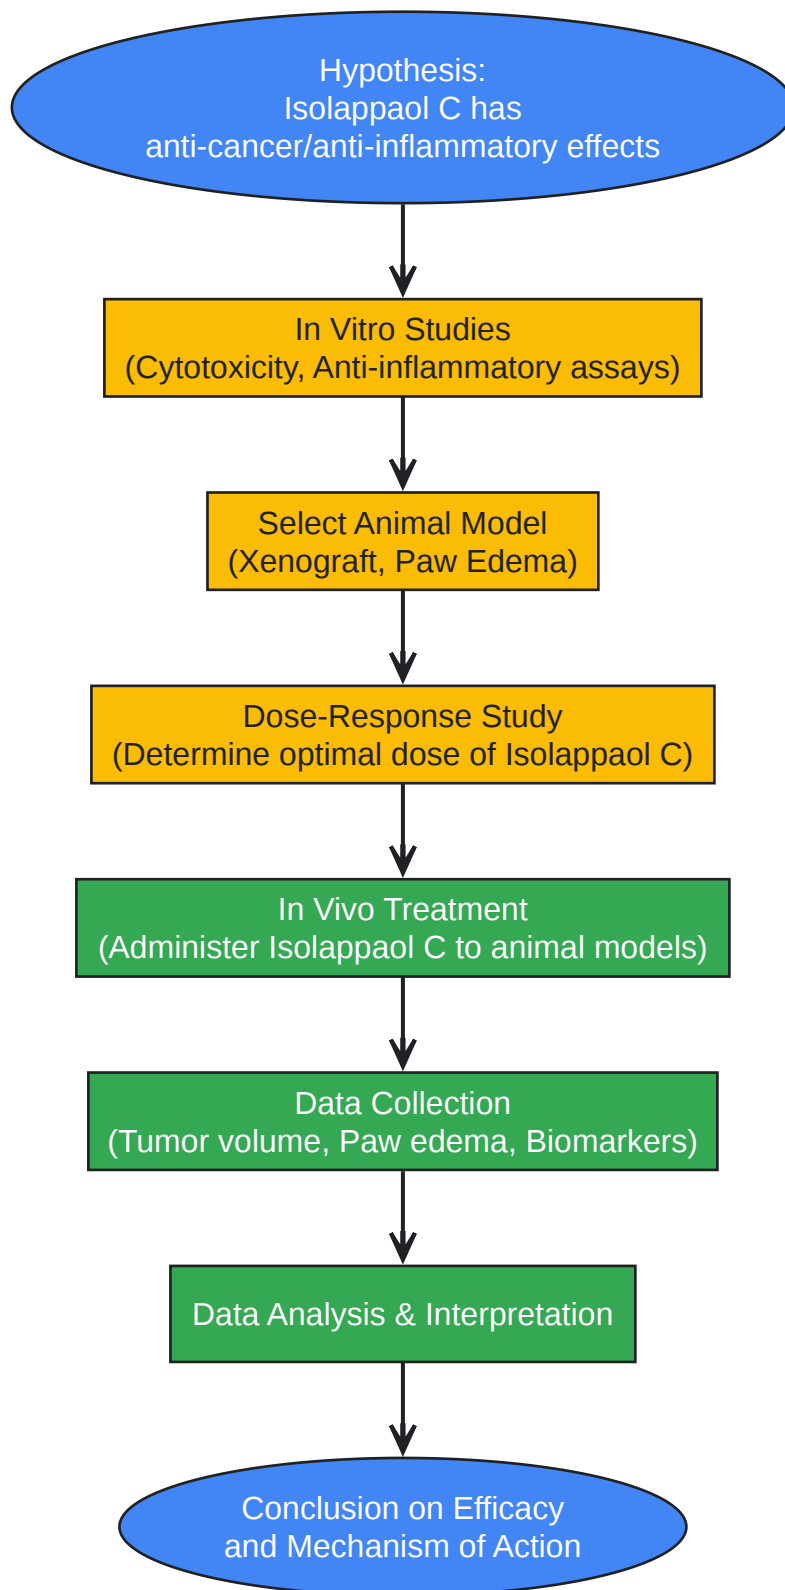 Hypothesis:
Isolappaol C has
anti-cancer/anti-inflammatory effects
In Vitro Studies
(Cytotoxicity, Anti-inflammatory assays)
Select Animal Model
(Xenograft, Paw Edema)
Dose-Response Study
(Determine optimal dose of Isolappaol C)
In Vivo Treatment
(Administer Isolappaol C to animal models)
Data Collection
(Tumor volume, Paw edema, Biomarkers)
Data Analysis & Interpretation
Conclusion on Efficacy
and Mechanism of Action